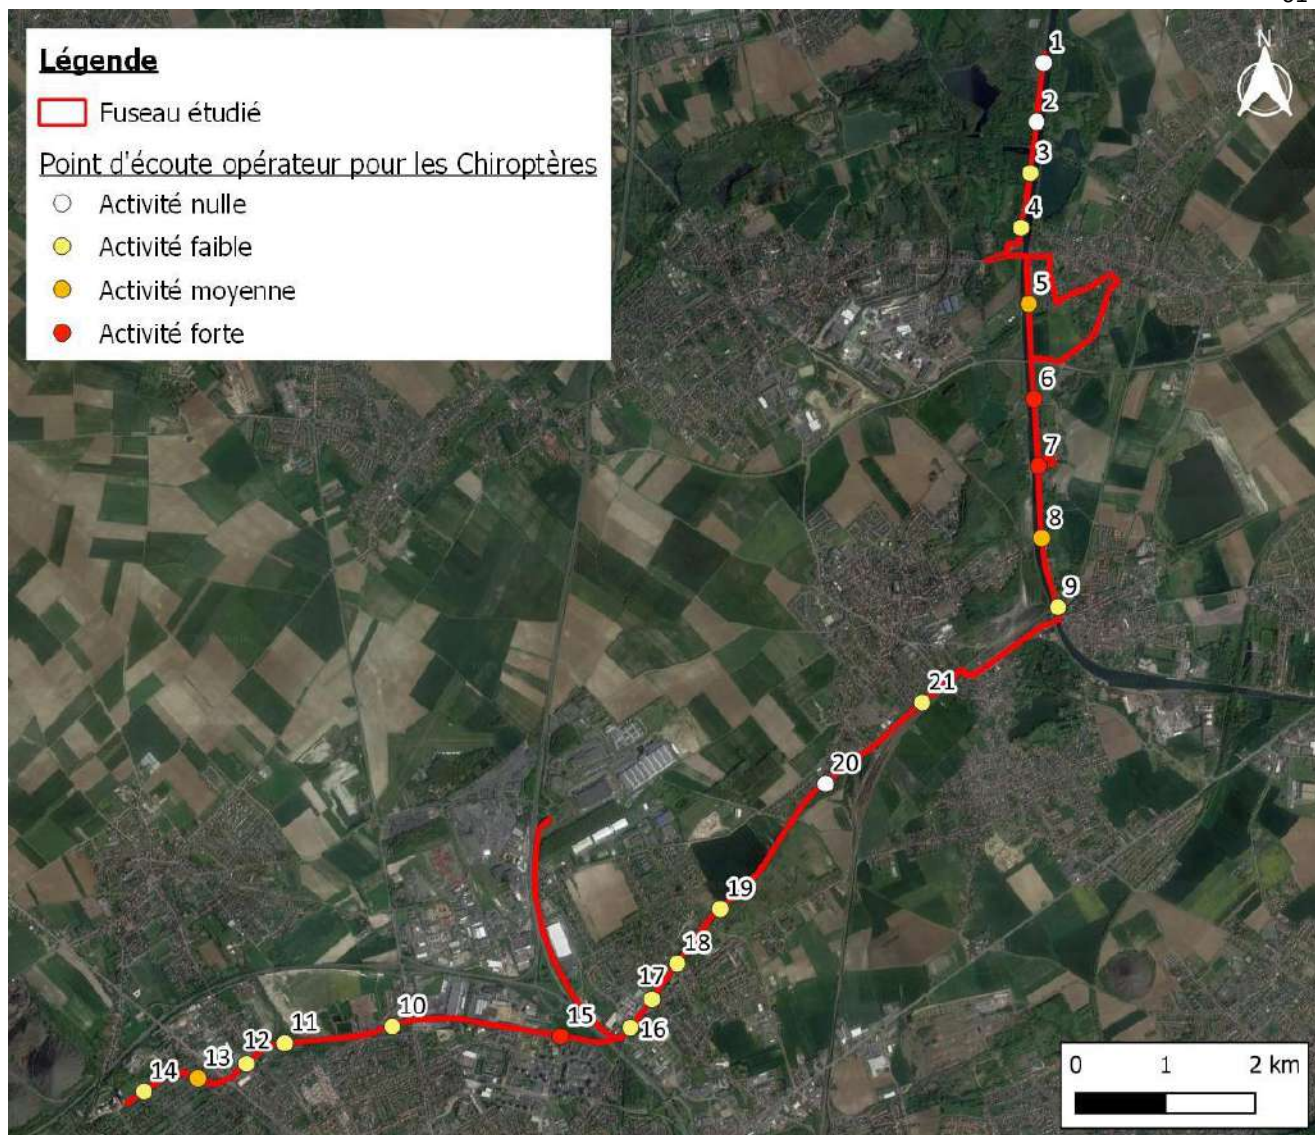 Légende
Fuseau étudié
Point d'écoute opérateur pour les Chiroptères
Activité nulle
Activité faible
Activité moyenne
Activité forte
N
1
2
3
4
5
6
7
8
9
21
20
19
18
17
16
15
10
11
12
13
14
0 1 2 km